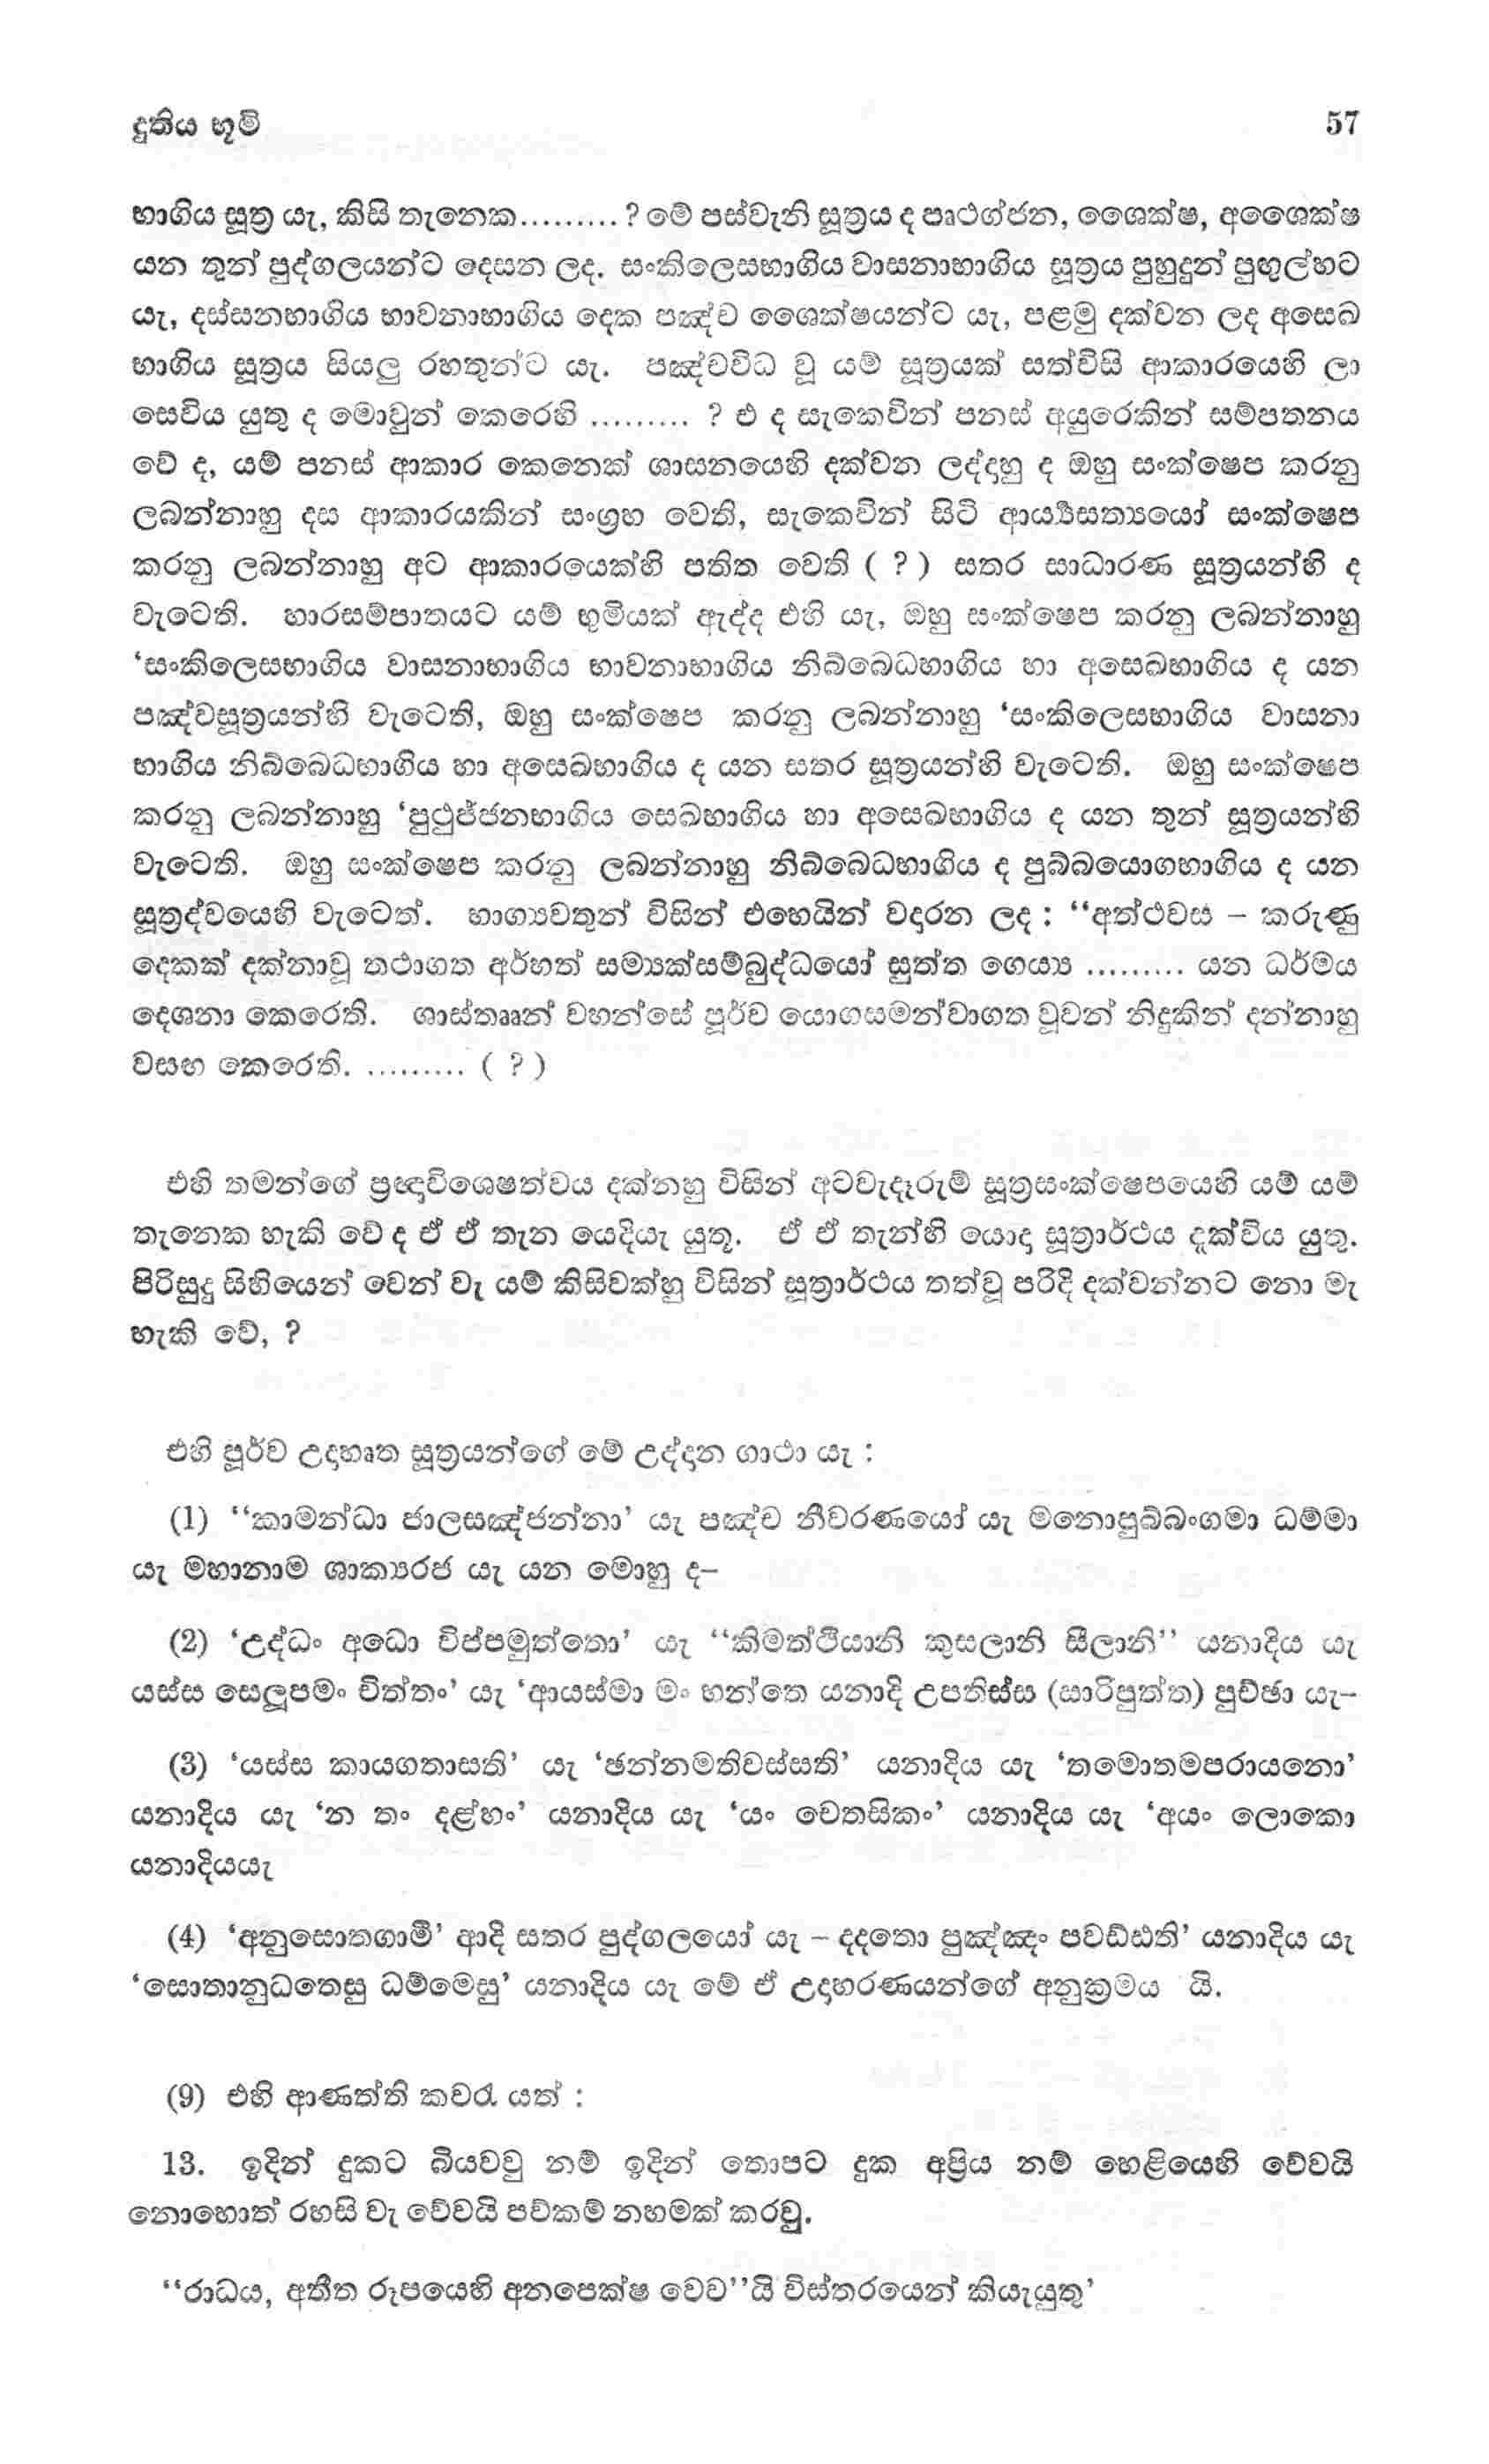 දුතිය භූමි 57
භාගිය සූත්‍ර යැ, කිසි තැනෙක.........? මේ පස්වැනි සූත්‍රය ද පෘථග්ජන, ශෛක්ෂ, අශෛක්ෂ
යන තුන් පුද්ගලයන්ට දෙසන ලද. සංකිලෙසභාගිය වාසනාභාගිය සූත්‍රය පුහුදුන් පුඟුල්හට
යැ, දස්සනභාගිය භාවනාභාගිය දෙක පඤ්ච ශෛක්ෂයන්ට යැ, පළමු දක්වන ලද අසෙඛ
භාගිය සූත්‍රය සියලු රහතුන්ට යැ. පඤ්චවිධ වූ යම් සූත්‍රයක් සත්විසි ආකාරයෙහි ලා
සෙවිය යුතු ද මොවුන් කෙරෙහි ......... ? එ ද සැකෙවින් පනස් අයුරෙකින් සම්පතනය
වේ ද, යම් පනස් ආකාර කෙනෙක් ශාසනයෙහි දක්වන ලද්දහු ද ඔහු සංක්ෂෙප කරනු
ලබන්නාහු දස ආකාරයකින් සංග්‍රහ වෙති, සැකෙවින් සිටි ආර්‍ය්‍යසත්‍යයෝ සංක්ෂෙප
කරනු ලබන්නාහු අට ආකාරයෙක්හි පතිත වෙති ( ? ) සතර සාධාරණ සූත්‍රයන්හි ද
වැටෙති. හාරසම්පාතයට යම් භූමියක් ඇද්ද එහි යැ, ඔහු සංක්ෂෙප කරනු ලබන්නාහු
‘සංකිලෙසභාගිය වාසනාභාගිය භාවනාභාගිය නිබ්බෙධභාගිය හා අසෙඛභාගිය ද යන
පඤ්චසූත්‍රයන්හි වැටෙති, ඔහු සංක්ෂෙප කරනු ලබන්නාහු ‘සංකිලෙසභාගිය වාසනා
භාගිය නිබ්බෙධභාගිය හා අසෙඛභාගිය ද යන සතර සූත්‍රයන්හි වැටෙති. ඔහු සංක්ෂෙප
කරනු ලබන්නාහු ‘පුථුජ්ජනභාගිය සෙඛභාගිය හා අසෙඛභාගිය ද යන තුන් සූත්‍රයන්හි
වැටෙති. ඔහු සංක්ෂෙප කරනු ලබන්නාහු නිබ්බෙධභාගිය ද පුබ්බයොගභාගිය ද යන
සූත්‍රද්වයෙහි වැටෙත්. භාග්‍යවතුන් විසින් එහෙයින් වදාරන ලද : “අත්ථවස – කරුණු
දෙකක් දක්නාවූ තථාගත අර්හත් සම්‍යක්සම්බුද්ධයෝ සුත්ත ගෙය්‍ය ......... යන ධර්මය
දෙශනා කෙරෙති. ශාස්තෲන් වහන්සේ පූර්ව යොගසමන්වාගත වූවන් නිදුකින් දන්නාහු
වසඟ කෙරෙති. ......... ( ? )
එහි තමන්ගේ ප්‍රඥාවිශෙෂත්වය දක්නහු විසින් අටවැදෑරුම් සූත්‍රසංක්ෂෙපයෙහි යම් යම්
තැනෙක හැකි වේ ද ඒ ඒ තැන යෙදියැ යුතු. ඒ ඒ තැන්හි යොදා සූත්‍රාර්ථය දැක්විය යුතු.
පිරිසුදු සිහියෙන් වෙන් වැ යම් කිසිවක්හු විසින් සූත්‍රාර්ථය තත්වූ පරිදි දක්වන්නට නො මැ
හැකි වේ, ?
එහි පූර්ව උදාහෘත සූත්‍රයන්ගේ මේ උද්දාන ගාථා යැ :
(1) “කාමන්ධා ජාලසඤ්ඡන්නා’ යැ පඤ්ච නීවරණයෝ යැ මනොපුබ්බංගමා ධම්මා
යැ මහානාම ශාක්‍යරජ යැ යන මොහු ද–
(2) ‘උද්ධං අධො විප්පමුත්තො’ යැ “කිමත්ථියානි කුසලානි සීලානි” යනාදිය යැ
යස්ස සෙලූපමං චිත්තං’ යැ ‘ආයස්මා මං භන්තෙ යනාදි උපතිස්ස (සාරිපුත්ත) පුච්ඡා යැ–
(3) ‘යස්ස කායගතාසති’ යැ ‘ඡන්නමතිවස්සති’ යනාදිය යැ ‘තමොතමපරායනො’
යනාදිය යැ ‘න තං දළ්හං’ යනාදිය යැ ‘යං චෙතසිකං’ යනාදිය යැ ‘අයං ලොකො
යනාදියයැ
(4) ‘අනුසොතගාමී’ ආදි සතර පුද්ගලයෝ යැ – දදතො පුඤ්ඤං පවඩ්ඪති’ යනාදිය යැ
‘සොතානුධතෙසු ධම්මෙසු’ යනාදිය යැ මේ ඒ උදාහරණයන්ගේ අනුක්‍රමය යි.
(9) එහි ආණත්ති කවරැ යත් :
13. ඉදින් දුකට බියවවු නම් ඉදින් තොපට දුක අප්‍රිය නම් හෙළියෙහි වේවයි
නොහොත් රහසි වැ වේවයි පව්කම් නහමක් කරවු.
“රාධය, අතීත රූපයෙහි අනපෙක්ෂ වෙව”යි විස්තරයෙන් කියැයුතු’